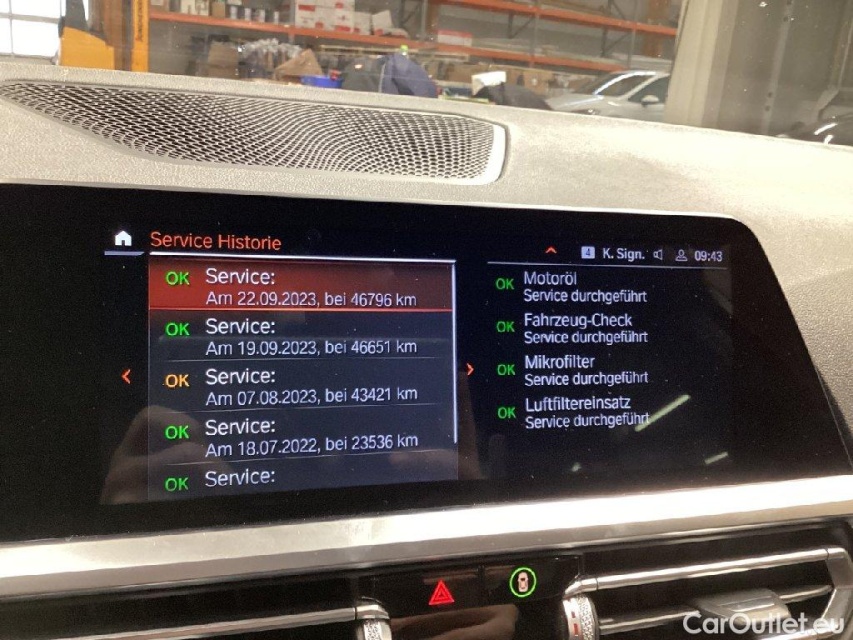 Service Historie
4 K. Sign. 09:43
OK Service:
Am 22.09.2023, bei 46796 km
OK Service:
Am 19.09.2023, bei 46651 km
OK Service:
Am 07.08.2023, bei 43421 km
OK Service:
Am 18.07.2022, bei 23536 km
OK Service:
OK Motoröl
Service durchgeführt
OK Fahrzeug-Check
Service durchgeführt
OK Mikrofilter
Service durchgeführt
OK Luftfiltereinsatz
Service durchgeführt
CarOutlet.eu